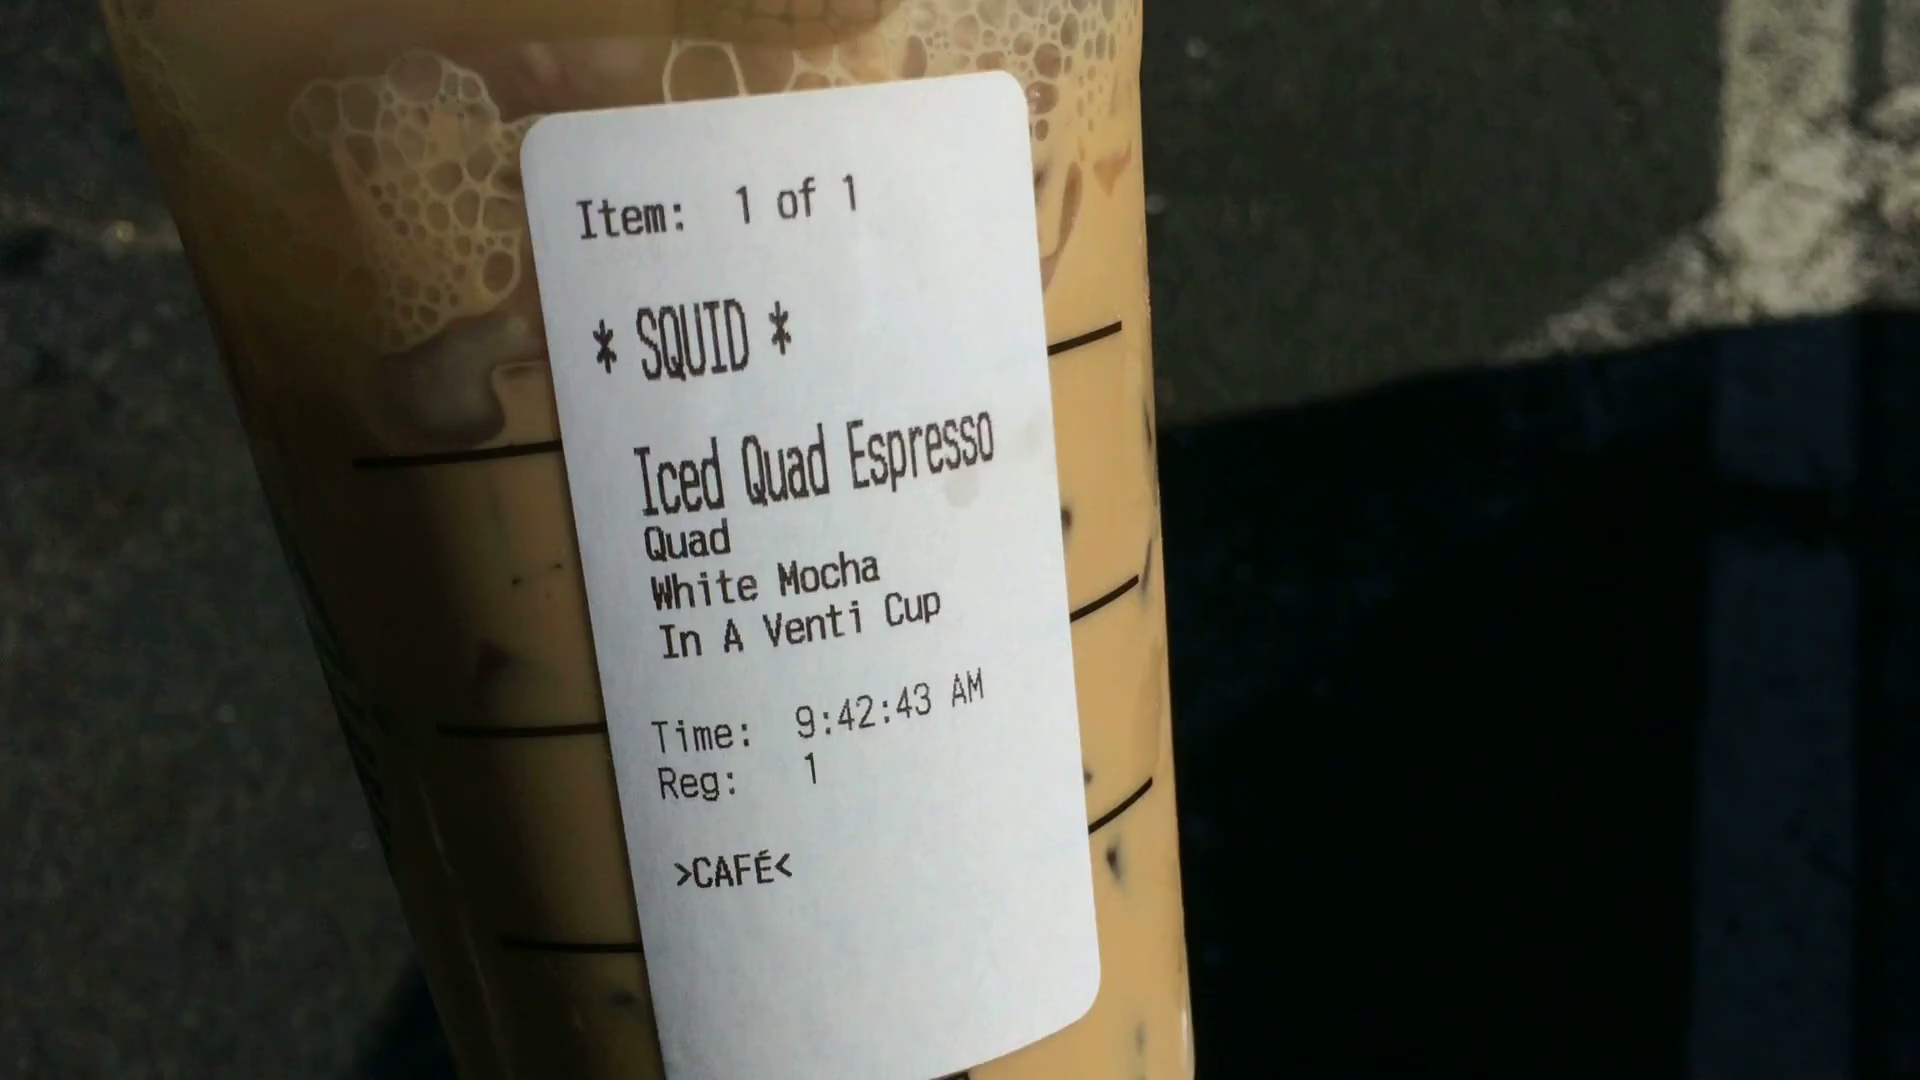 Item: 1 of 1
* SQUID *
Iced Quad Espresso
Quad
White Mocha
In A Venti Cup
Time: 9:42:43 AM
Reg: 1
>CAFÉ<